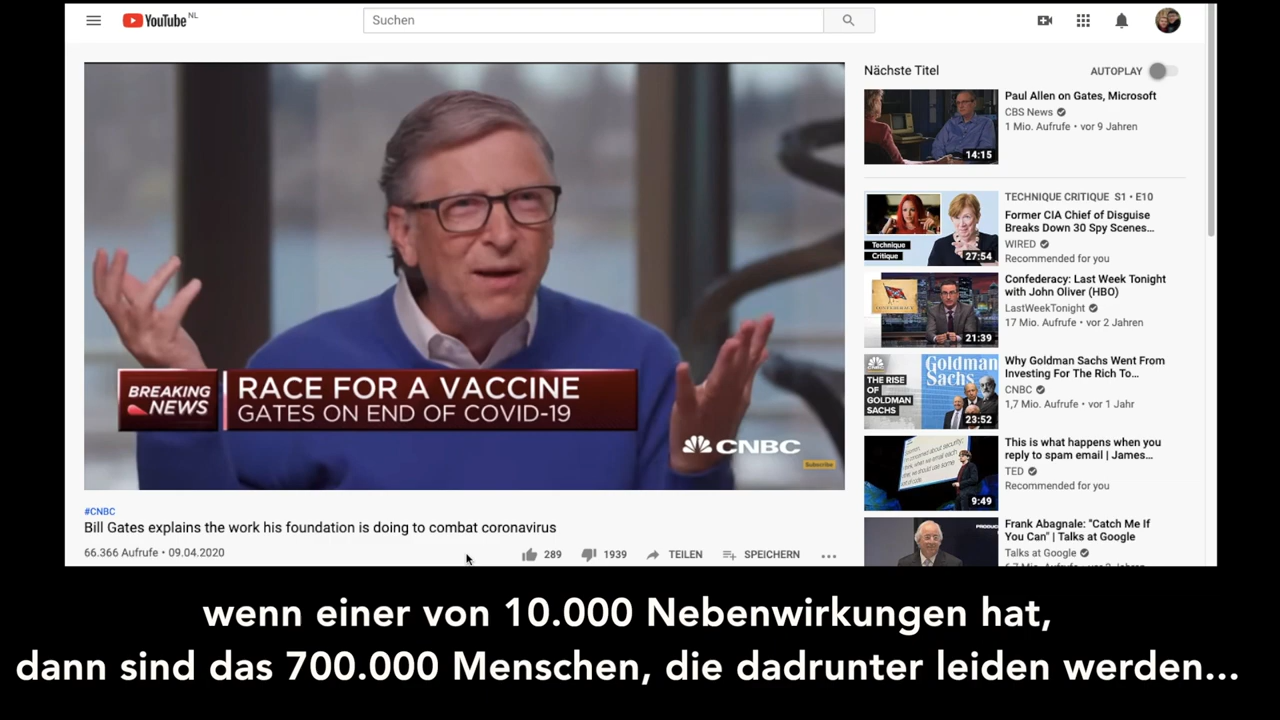 YouTube NL
Suchen
BREAKING
NEWS
RACE FOR A VACCINE
GATES ON END OF COVID-19
CNBC
Subscribe
#CNBC
Bill Gates explains the work his foundation is doing to combat coronavirus
66.366 Aufrufe • 09.04.2020
289
1939
TEILEN
SPEICHERN
Nächste Titel
AUTOPLAY
14:15
Paul Allen on Gates, Microsoft
CBS News
1 Mio. Aufrufe • vor 9 Jahren
Technique
Critique
27:54
TECHNIQUE CRITIQUE S1 • E10
Former CIA Chief of Disguise
Breaks Down 30 Spy Scenes...
WIRED
Recommended for you
21:39
Confederacy: Last Week Tonight
with John Oliver (HBO)
LastWeekTonight
17 Mio. Aufrufe • vor 2 Jahren
CNBC
Goldman
Sachs
THE RISE
OF
GOLDMAN
SACHS
23:52
Why Goldman Sachs Went From
Investing For The Rich To...
CNBC
1,7 Mio. Aufrufe • vor 1 Jahr
9:49
This is what happens when you
reply to spam email | James...
TED
Recommended for you
Frank Abagnale: "Catch Me If
You Can" | Talks at Google
Talks at Google
wenn einer von 10.000 Nebenwirkungen hat,
dann sind das 700.000 Menschen, die dadrunter leiden werden...